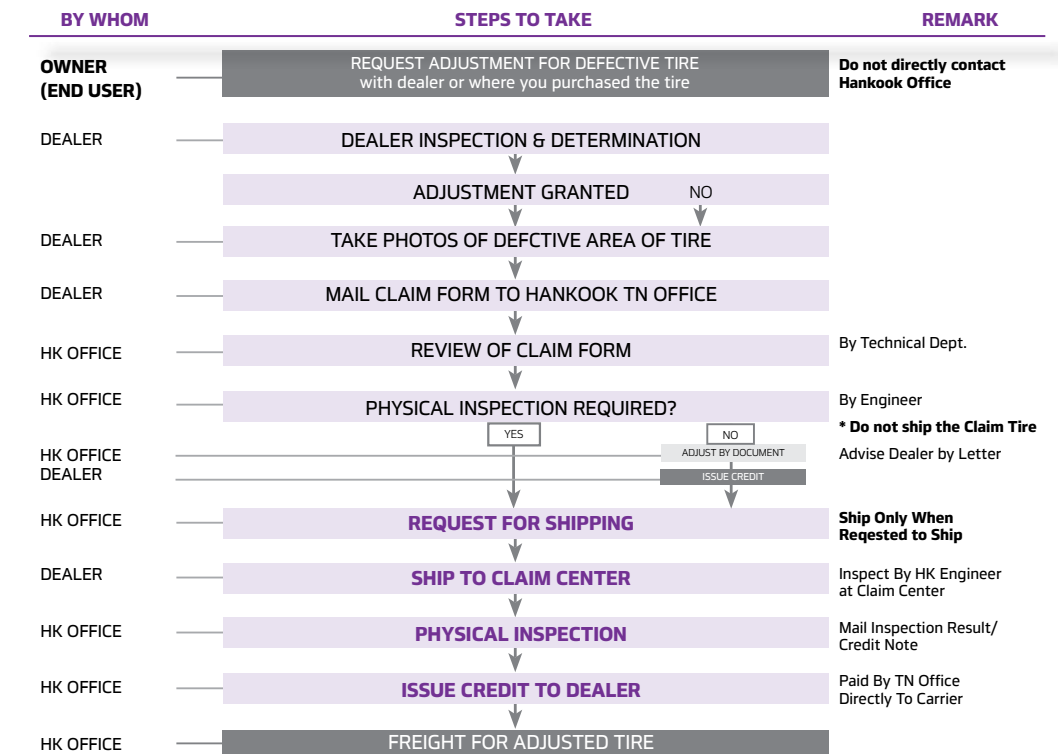 BY WHOM STEPS TO TAKE REMARK
OWNER
(END USER)
REQUEST ADJUSTMENT FOR DEFECTIVE TIRE
with dealer or where you purchased the tire
Do not directly contact
Hankook Office
DEALER DEALER INSPECTION & DETERMINATION
ADJUSTMENT GRANTED NO
DEALER TAKE PHOTOS OF DEFCTIVE AREA OF TIRE
DEALER MAIL CLAIM FORM TO HANKOOK TN OFFICE
HK OFFICE REVIEW OF CLAIM FORM By Technical Dept.
HK OFFICE PHYSICAL INSPECTION REQUIRED? By Engineer
* Do not ship the Claim Tire
YES NO
HK OFFICE ADJUST BY DOCUMENT Advise Dealer by Letter
DEALER ISSUE CREDIT
HK OFFICE REQUEST FOR SHIPPING
Ship Only When
Reqested to Ship
DEALER SHIP TO CLAIM CENTER
Inspect By HK Engineer
at Claim Center
HK OFFICE PHYSICAL INSPECTION
Mail Inspection Result/
Credit Note
HK OFFICE ISSUE CREDIT TO DEALER
Paid By TN Office
Directly To Carrier
HK OFFICE FREIGHT FOR ADJUSTED TIRE